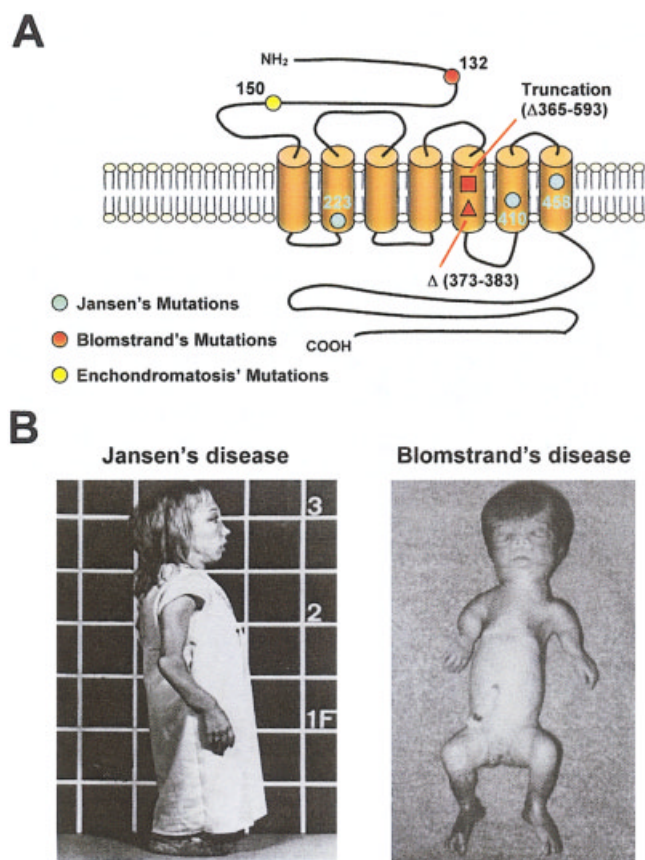 A
NH₂
132
150
Truncation
(Δ365-593)
223
410
458
Δ (373-383)
COOH
Jansen's Mutations
Blomstrand's Mutations
Enchondromatosis' Mutations
B
Jansen's disease
Blomstrand's disease
3
2
1F